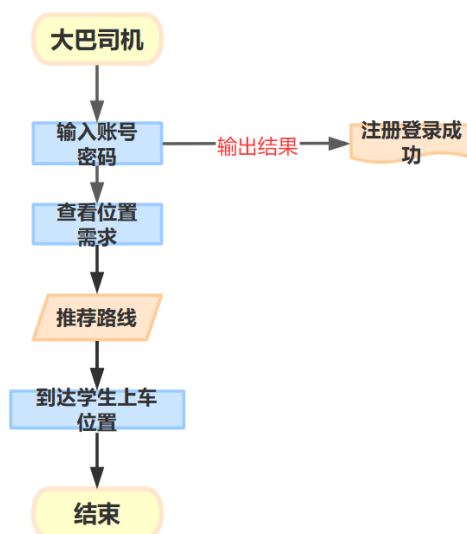 大巴司机
输入账号
密码
输出结果
注册登录成
功
查看位置
需求
推荐路线
到达学生上车
位置
结束